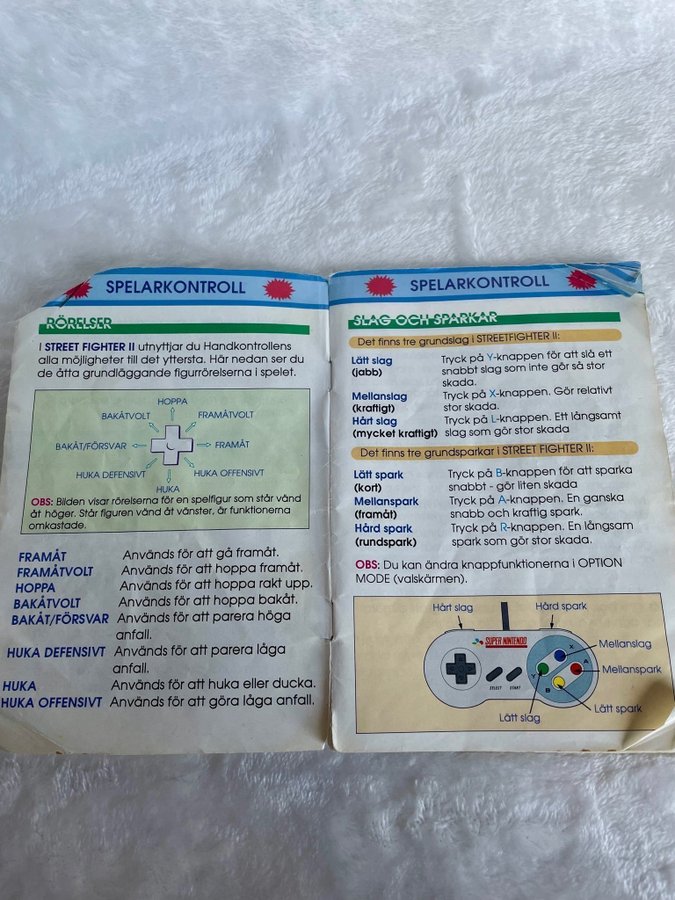 SPELARKONTROLL
RÖRELSER
I STREET FIGHTER II utnyttjar du Handkontrollens
alla möjligheter till det yttersta. Här nedan ser du
de åtta grundläggande figurrörelserna i spelet.
HOPPA
BAKÅTVOLT
FRAMÅTVOLT
BAKÅT/FÖRSVAR
FRAMÅT
HUKA DEFENSIVT
HUKA OFFENSIVT
HUKA
OBS: Bilden visar rörelserna för en spelfigur som står vänd
åt höger. Står figuren vänd åt vänster, är funktionerna
omkastade.
FRAMÅT Används för att gå framåt.
FRAMÅTVOLT Används för att hoppa framåt.
HOPPA Används för att hoppa rakt upp.
BAKÅTVOLT Används för att hoppa bakåt.
BAKÅT/FÖRSVAR Används för att parera höga
anfall.
HUKA DEFENSIVT Används för att parera låga
anfall.
HUKA Används för att huka eller ducka.
HUKA OFFENSIVT Används för att göra låga anfall.
SPELARKONTROLL
SLAG OCH SPARKAR
Det finns tre grundslag i STREETFIGHTER II:
Lätt slag Tryck på Y-knappen för att slå ett
(jabb) snabbt slag som inte gör så stor
skada.
Mellanslag Tryck på X-knappen. Gör relativt
(kraftigt) stor skada.
Hårt slag Tryck på L-knappen. Ett långsamt
(mycket kraftigt) slag som gör stor skada
Det finns tre grundsparkar i STREET FIGHTER II:
Lätt spark Tryck på B-knappen för att sparka
(kort) snabbt - gör liten skada
Mellanspark Tryck på A-knappen. En ganska
(framåt) snabb och kraftig spark.
Hård spark Tryck på R-knappen. En långsam
(rundspark) spark som gör stor skada.
OBS: Du kan ändra knappfunktionerna i OPTION
MODE (valskärmen).
Hårt slag
Hård spark
SUPER NINTENDO
Mellanslag
X
A
Mellanspark
Y
B
SELECT START
Lätt spark
Lätt slag